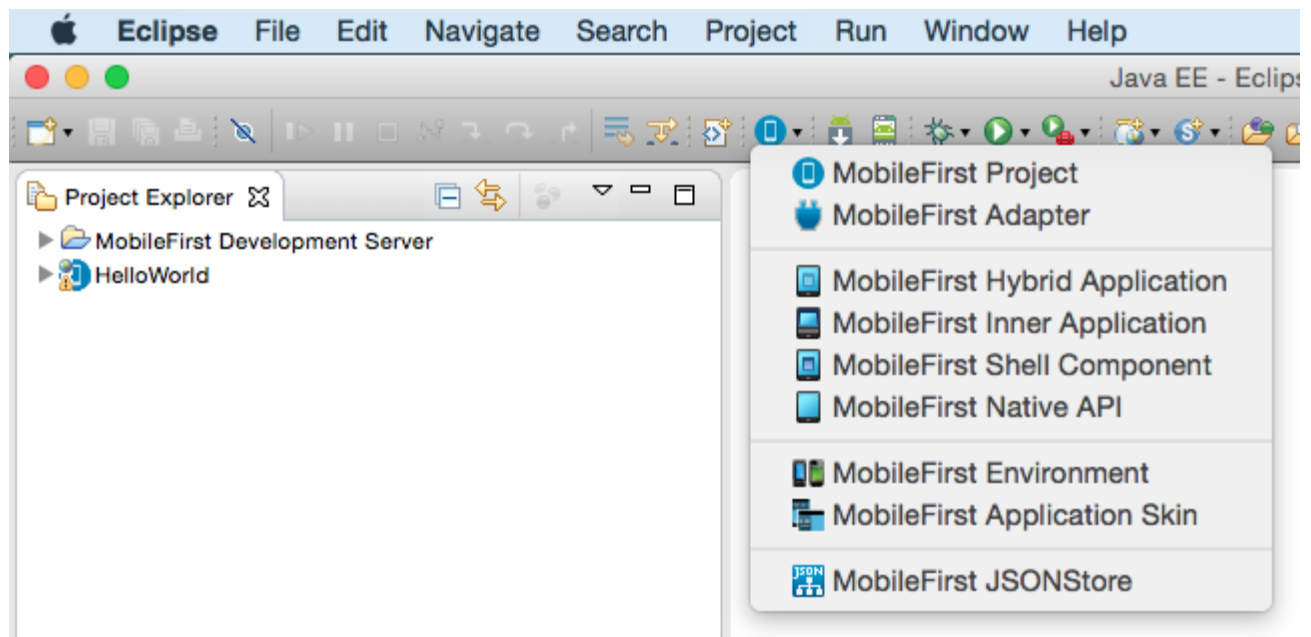 Eclipse File Edit Navigate Search Project Run Window Help
Java EE - Eclips
Project Explorer
MobileFirst Development Server
HelloWorld
MobileFirst Project
MobileFirst Adapter
MobileFirst Hybrid Application
MobileFirst Inner Application
MobileFirst Shell Component
MobileFirst Native API
MobileFirst Environment
MobileFirst Application Skin
JSON MobileFirst JSONStore